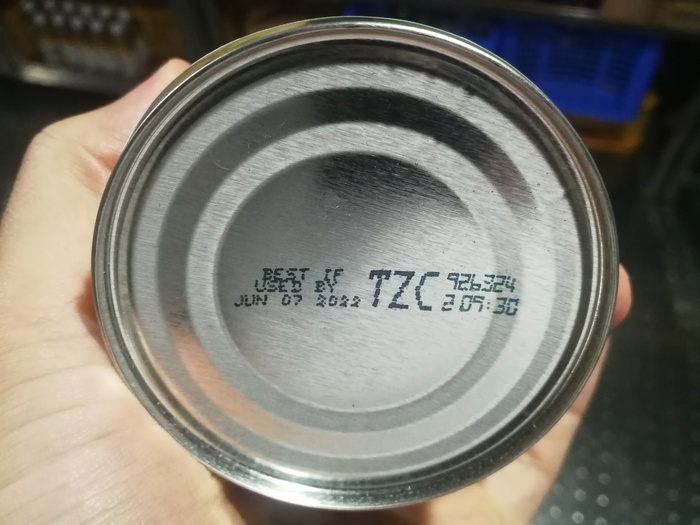 BEST IF
USED BY
JUN 07 2022
TZC
926324
2 09:30